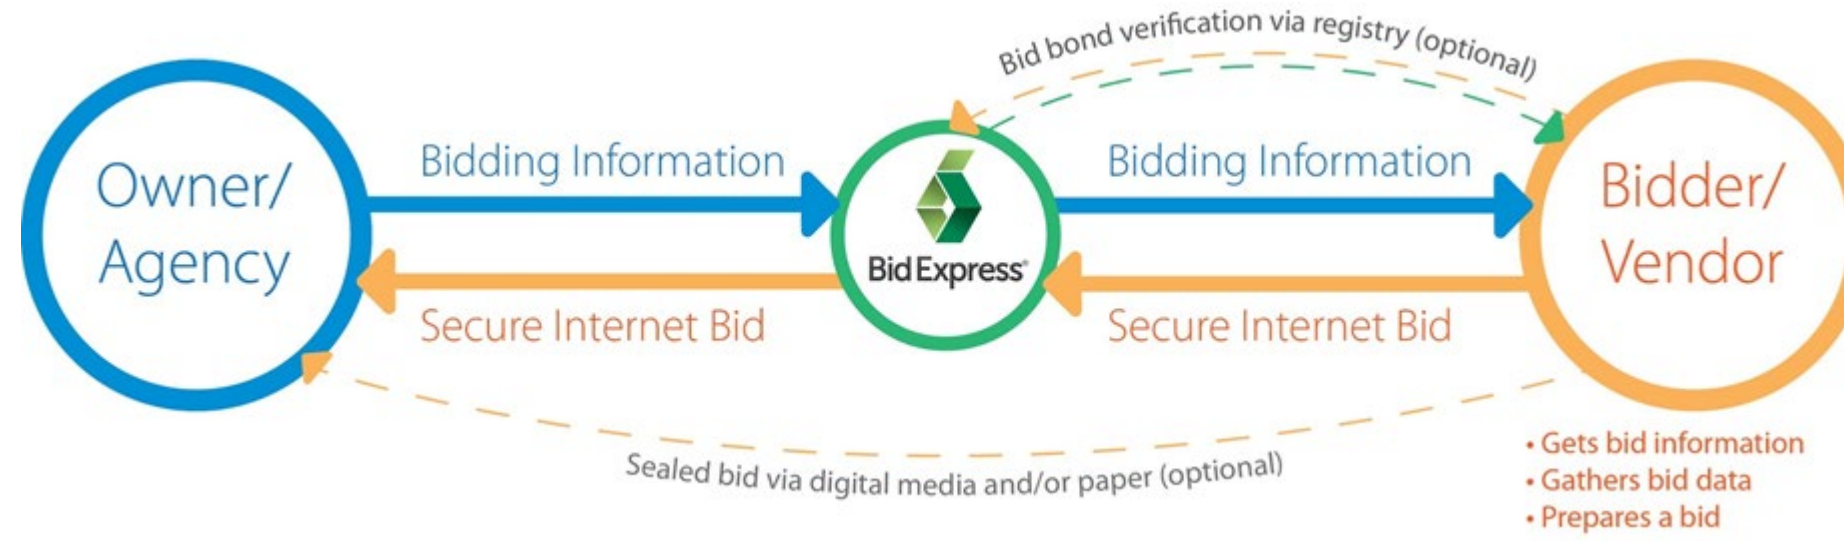 Bid bond verification via registry (optional)
Owner/
Agency
Bidding Information
Secure Internet Bid
BidExpress®
Bidding Information
Secure Internet Bid
Bidder/
Vendor
Sealed bid via digital media and/or paper (optional)
• Gets bid information
• Gathers bid data
• Prepares a bid